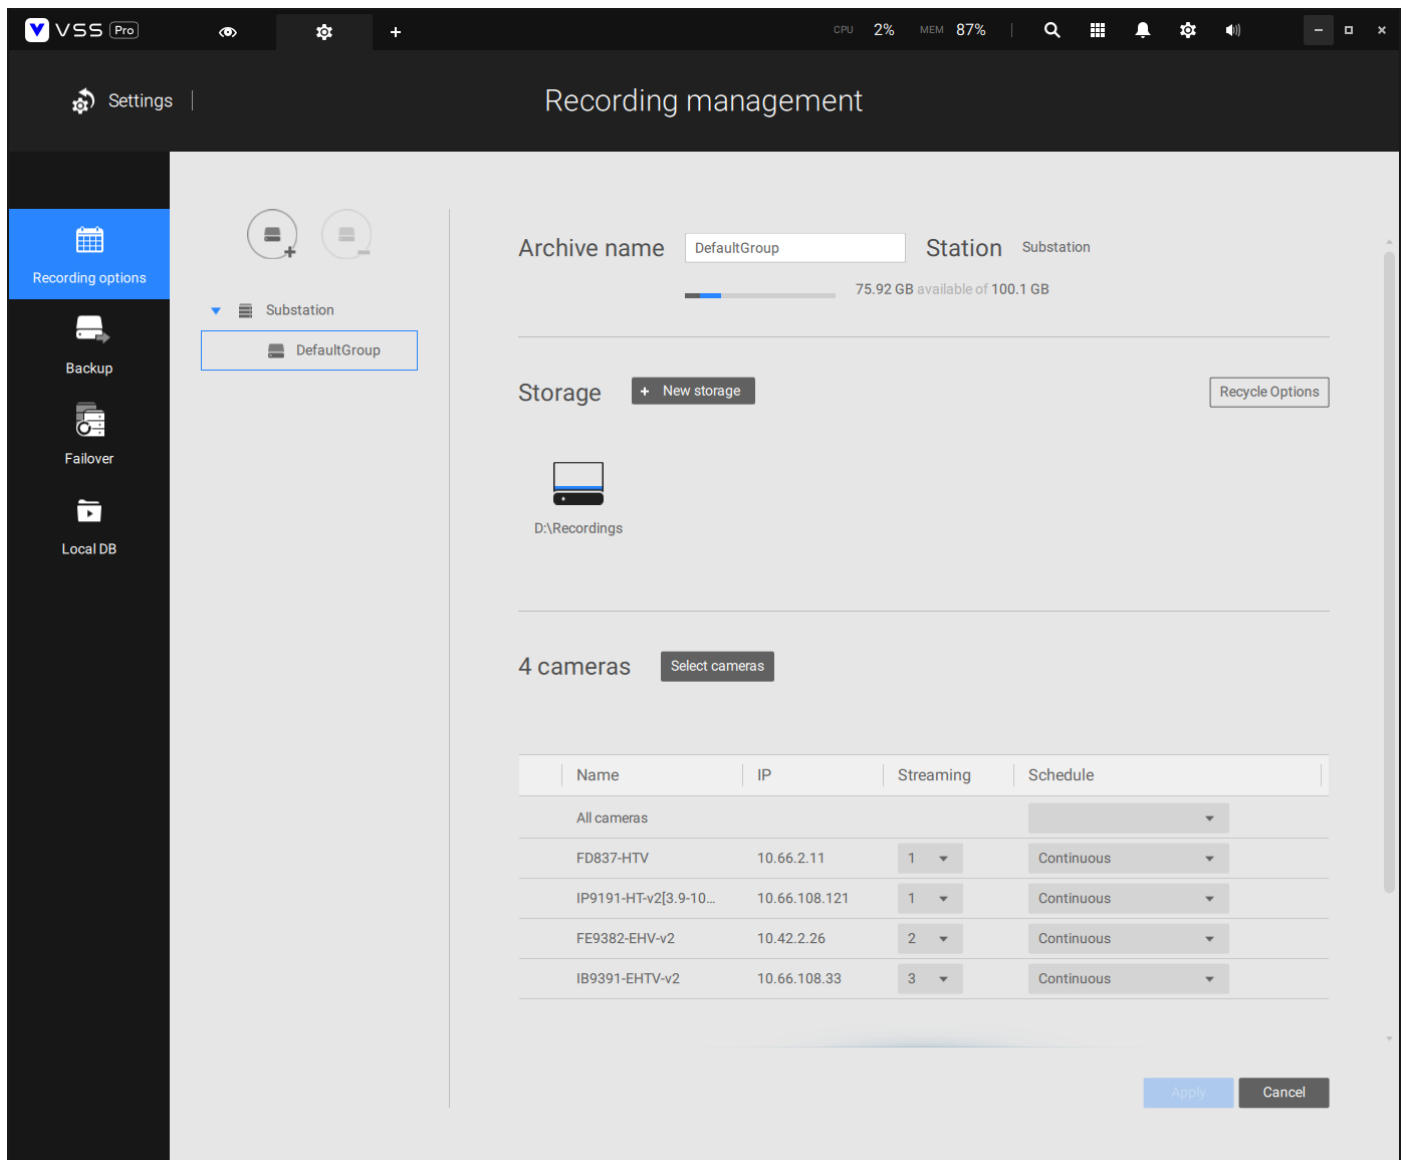 VSS Pro CPU 2% MEM 87%
Settings
Recording management
Recording options
Backup
Failover
Local DB
Substation
DefaultGroup
Archive name DefaultGroup Station Substation
75.92 GB available of 100.1 GB
Storage + New storage Recycle Options
D:\Recordings
4 cameras Select cameras
Name IP Streaming Schedule
All cameras
FD837-HTV 10.66.2.11 1 Continuous
IP9191-HT-v2[3.9-10... 10.66.108.121 1 Continuous
FE9382-EHV-v2 10.42.2.26 2 Continuous
IB9391-EHTV-v2 10.66.108.33 3 Continuous
Apply Cancel